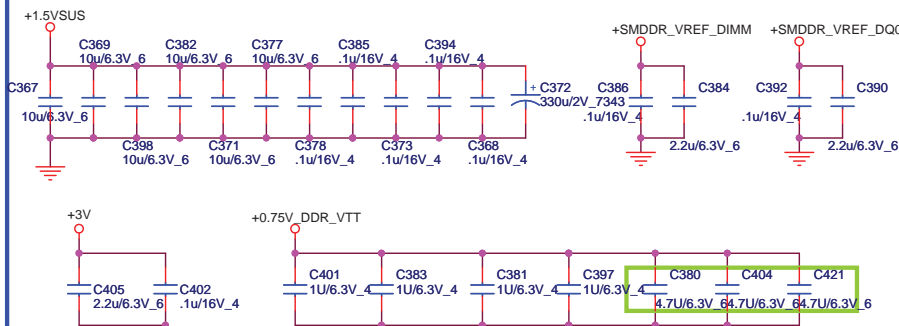 +1.5VSUS
+SMDDR_VREF_DIMM
+SMDDR_VREF_DQ0
C369
10u/6.3V_6
C382
10u/6.3V_6
C377
10u/6.3V_6
C385
.1u/16V_4
C394
.1u/16V_4
C367
10u/6.3V_6
+ C372
330u/2V_7343
C386
.1u/16V_4
C384
2.2u/6.3V_6
C392
.1u/16V_4
C390
2.2u/6.3V_6
C398
10u/6.3V_6
C371
10u/6.3V_6
C378
.1u/16V_4
C373
.1u/16V_4
C368
.1u/16V_4
+3V
+0.75V_DDR_VTT
C405
2.2u/6.3V_6
C402
.1u/16V_4
C401
1U/6.3V_4
C383
1U/6.3V_4
C381
1U/6.3V_4
C397
1U/6.3V_4
C380
4.7U/6.3V_6
C404
4.7U/6.3V_6
C421
4.7U/6.3V_6